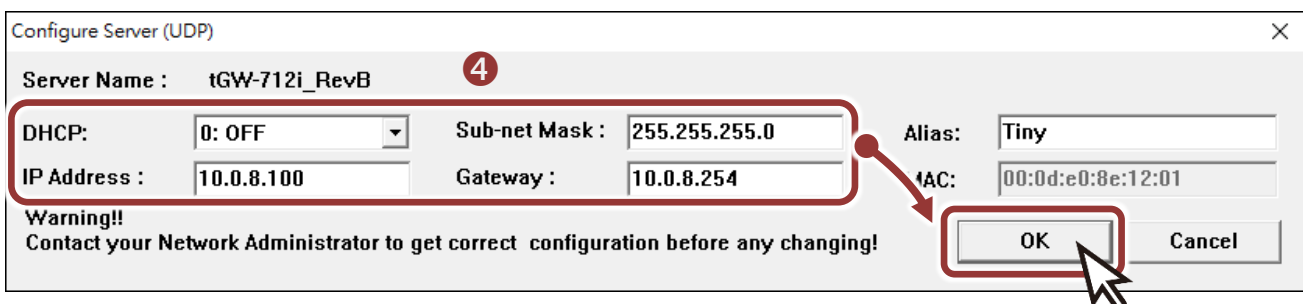 Configure Server (UDP)
Server Name : tGW-712i_RevB
4
DHCP: 0: OFF Sub-net Mask : 255.255.255.0 Alias: Tiny
IP Address : 10.0.8.100 Gateway : 10.0.8.254 MAC: 00:0d:e0:8e:12:01
Warning!!
Contact your Network Administrator to get correct configuration before any changing!
OK Cancel